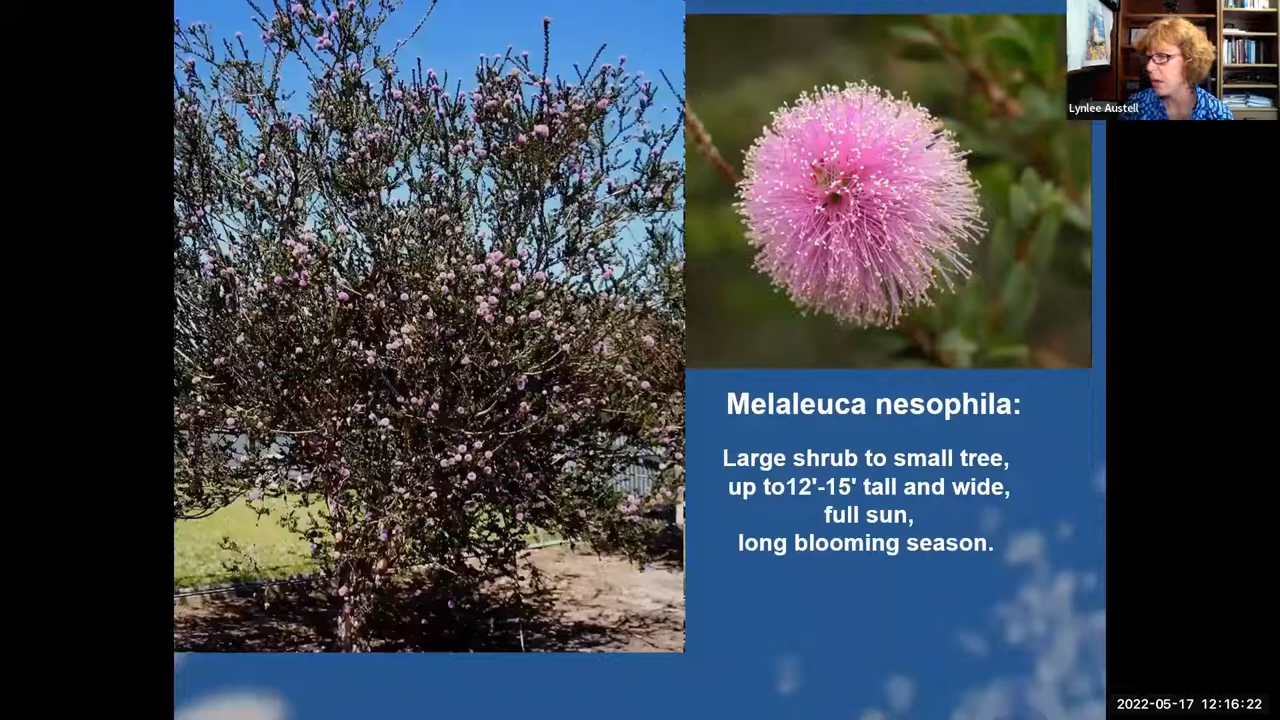 Lynlee Austell
Melaleuca nesophila:
Large shrub to small tree,
up to12'-15' tall and wide,
full sun,
long blooming season.
2022-05-17 12:16:22